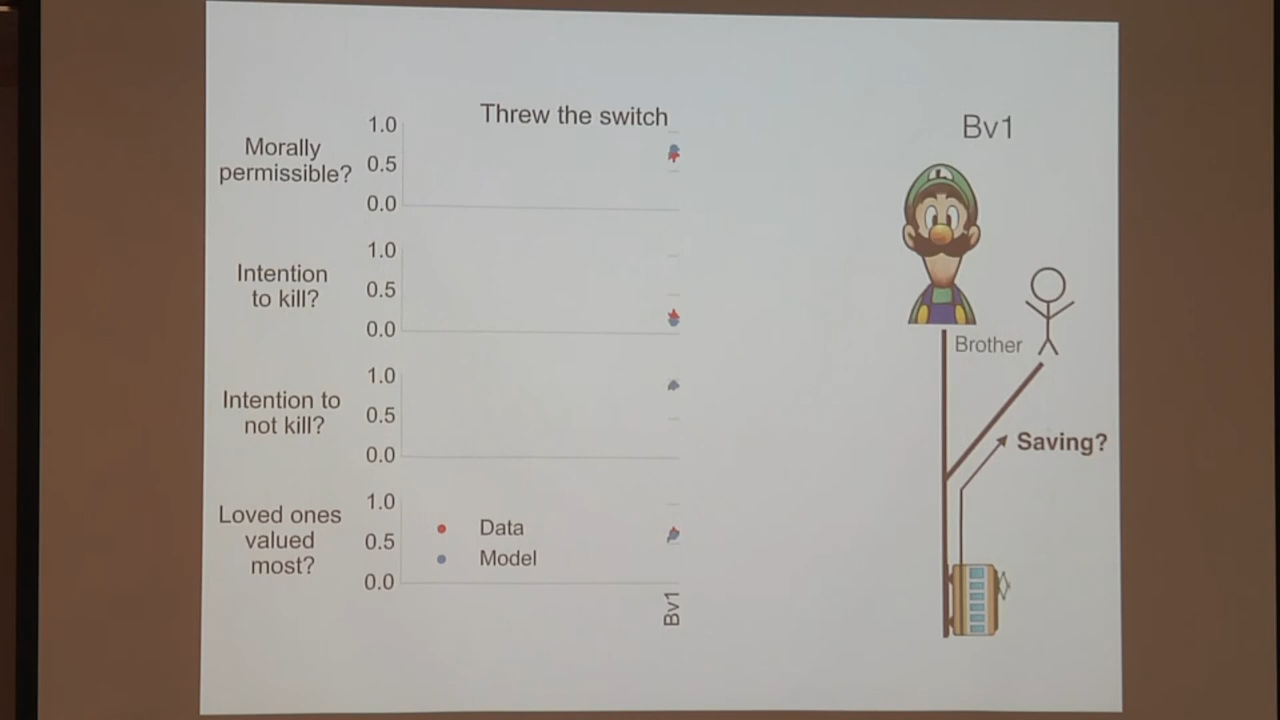 Threw the switch
Morally
permissible?
1.0
0.5
0.0
Intention
to kill?
1.0
0.5
0.0
Intention to
not kill?
1.0
0.5
0.0
Loved ones
valued
most?
1.0
0.5
0.0
Data
Model
Bv1
Bv1
L
Brother
Saving?